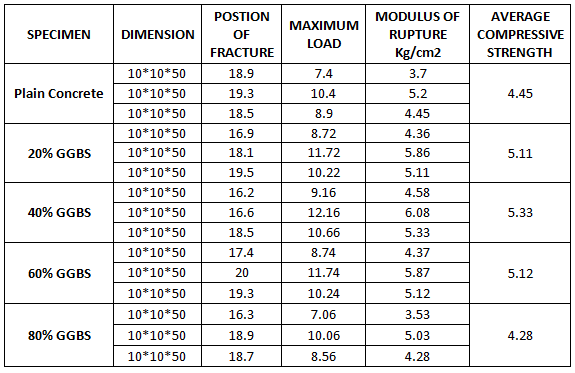 SPECIMEN DIMENSION POSTION OF FRACTURE MAXIMUM LOAD MODULUS OF RUPTURE Kg/cm2 AVERAGE COMPRESSIVE STRENGTH
Plain Concrete 10*10*50 18.9 7.4 3.7 4.45
10*10*50 19.3 10.4 5.2
10*10*50 18.5 8.9 4.45
20% GGBS 10*10*50 16.9 8.72 4.36 5.11
10*10*50 18.1 11.72 5.86
10*10*50 19.5 10.22 5.11
40% GGBS 10*10*50 16.2 9.16 4.58 5.33
10*10*50 16.6 12.16 6.08
10*10*50 18.5 10.66 5.33
60% GGBS 10*10*50 17.4 8.74 4.37 5.12
10*10*50 20 11.74 5.87
10*10*50 19.3 10.24 5.12
80% GGBS 10*10*50 16.3 7.06 3.53 4.28
10*10*50 18.9 10.06 5.03
10*10*50 18.7 8.56 4.28